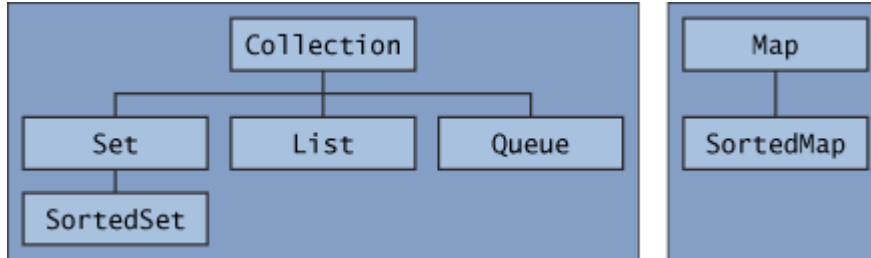 Collection
Map
Set
List
Queue
SortedMap
SortedSet